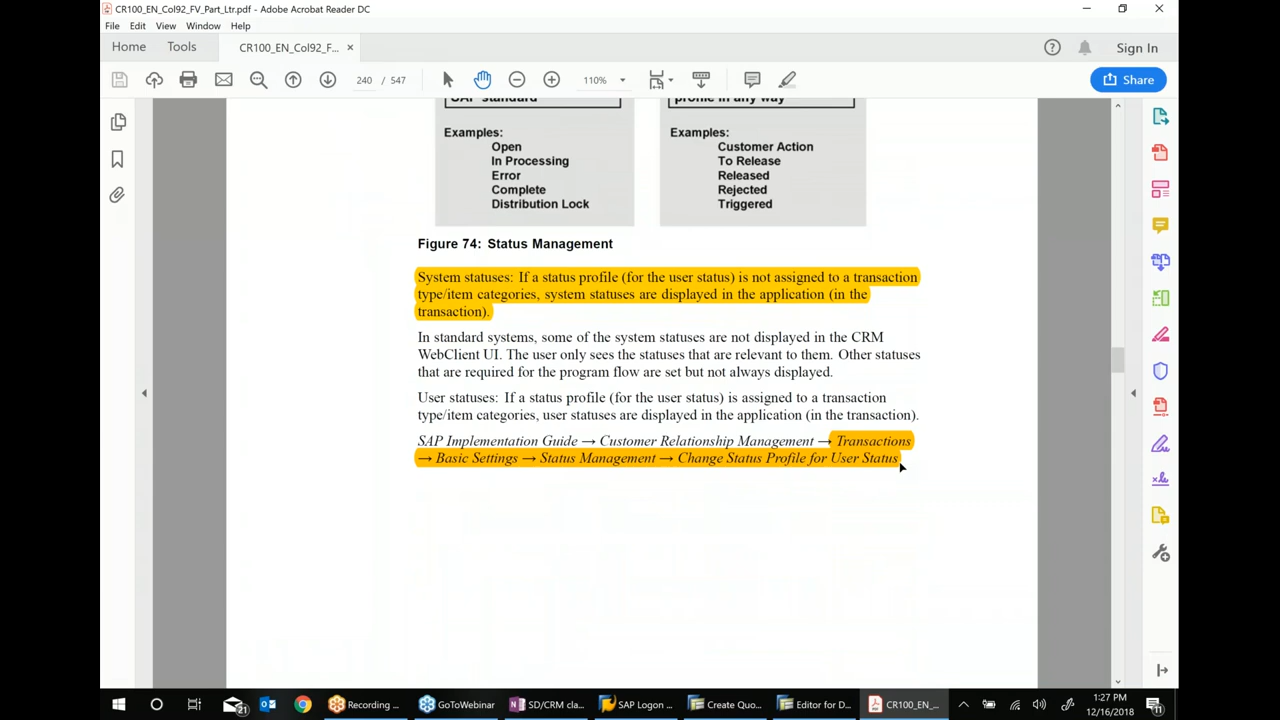 CR100_EN_Col92_FV_Part_Ltr.pdf - Adobe Acrobat Reader DC
File Edit View Window Help
Home Tools CR100_EN_Col92_F... × Sign In
240 / 547 110% Share
SAP standard profile in any way
Examples: Examples:
Open Customer Action
In Processing To Release
Error Released
Complete Rejected
Distribution Lock Triggered
Figure 74: Status Management
System statuses: If a status profile (for the user status) is not assigned to a transaction
type/item categories, system statuses are displayed in the application (in the
transaction).
In standard systems, some of the system statuses are not displayed in the CRM
WebClient UI. The user only sees the statuses that are relevant to them. Other statuses
that are required for the program flow are set but not always displayed.
User statuses: If a status profile (for the user status) is assigned to a transaction
type/item categories, user statuses are displayed in the application (in the transaction).
SAP Implementation Guide → Customer Relationship Management → Transactions
→ Basic Settings → Status Management → Change Status Profile for User Status
21 Recording ... GoToWebinar SD/CRM cla... SAP Logon ... Create Quo... Editor for D... CR100_EN_... 1:27 PM
12/16/2018 11